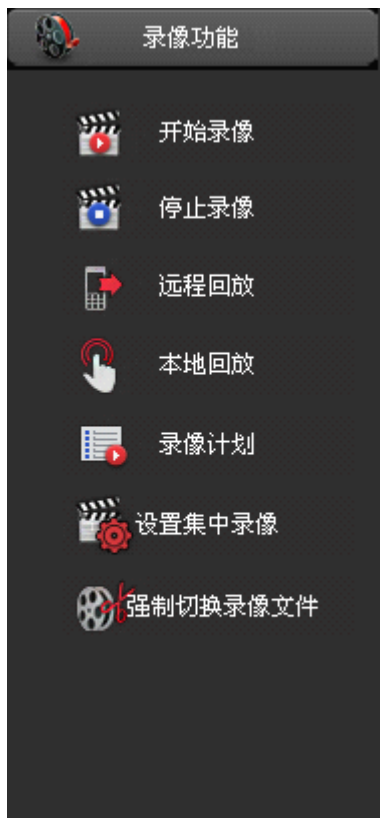 录像功能
开始录像
停止录像
远程回放
本地回放
录像计划
设置集中录像
强制切换录像文件